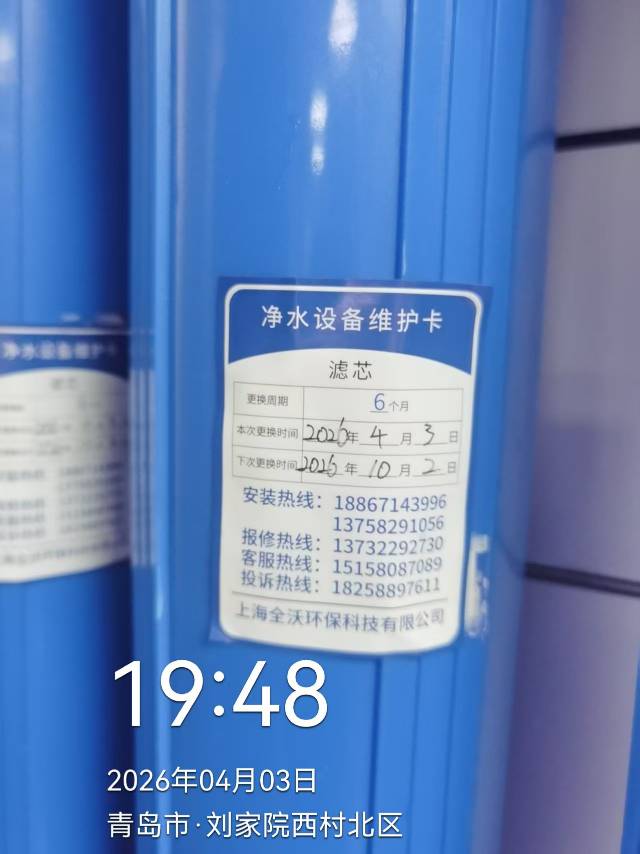 净水设备维护卡
滤芯
更换周期 6个月
本次更换时间 2026年 4 月 3 日
下次更换时间 2026年 10 月 2 日
安装热线：18867143996
13758291056
报修热线：13732292730
客服热线：15158087089
投诉热线：18258897611
上海全沃环保科技有限公司
净水设备维护卡
滤芯
19:48
2026年04月03日
青岛市·刘家院西村北区